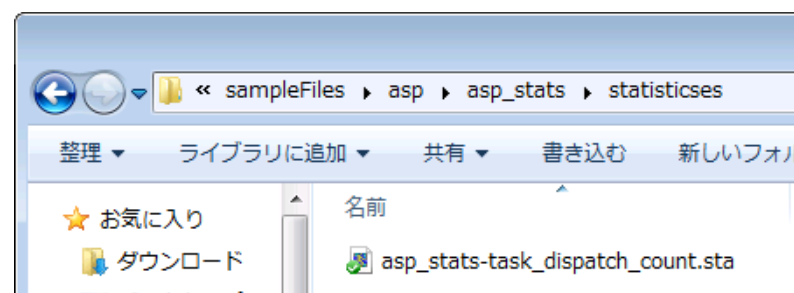 « sampleFiles ▸ asp ▸ asp_stats ▸ statisticses
整理 ▼ ライブラリに追加 ▼ 共有 ▼ 書き込む 新しいフォ
お気に入り
名前
ダウンロード
asp_stats-task_dispatch_count.sta